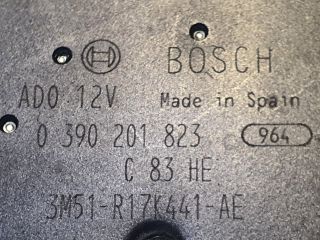 BOSCH
ADO 12V Made in Spain
0 390 201 823 964
C 83 HE
3M51-R17K441-AE